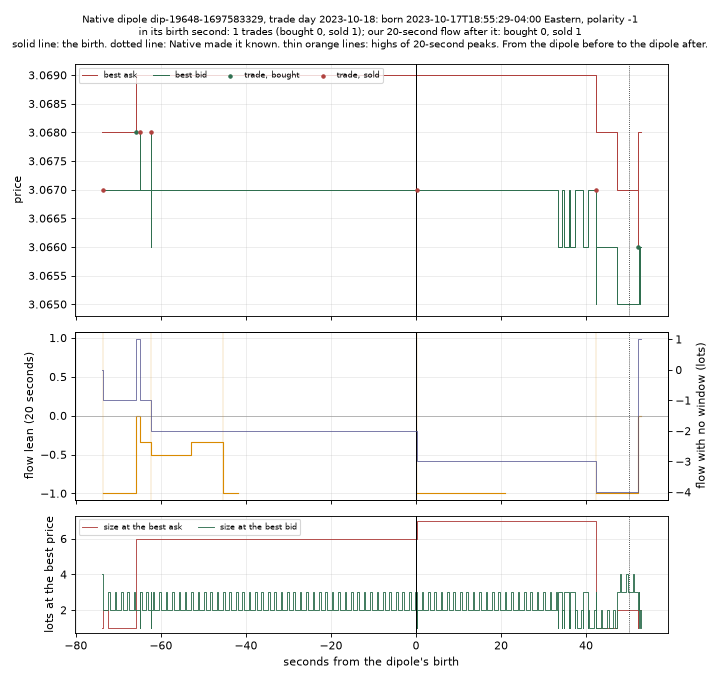 Native dipole dip-19648-1697583329, trade day 2023-10-18: born 2023-10-17T18:55:29-04:00 Eastern, polarity -1
in its birth second: 1 trades (bought 0, sold 1); our 20-second flow after it: bought 0, sold 1
solid line: the birth. dotted line: Native made it known. thin orange lines: highs of 20-second peaks. From the dipole before to the dipole after.
best ask
best bid
trade, bought
trade, sold
price
3.0690
3.0685
3.0680
3.0675
3.0670
3.0665
3.0660
3.0655
3.0650
flow lean (20 seconds)
1.0
0.5
0.0
−0.5
−1.0
1
0
−1
−2
−3
−4
flow with no window (lots)
size at the best ask
size at the best bid
lots at the best price
6
4
2
−80
−60
−40
−20
0
20
40
seconds from the dipole's birth